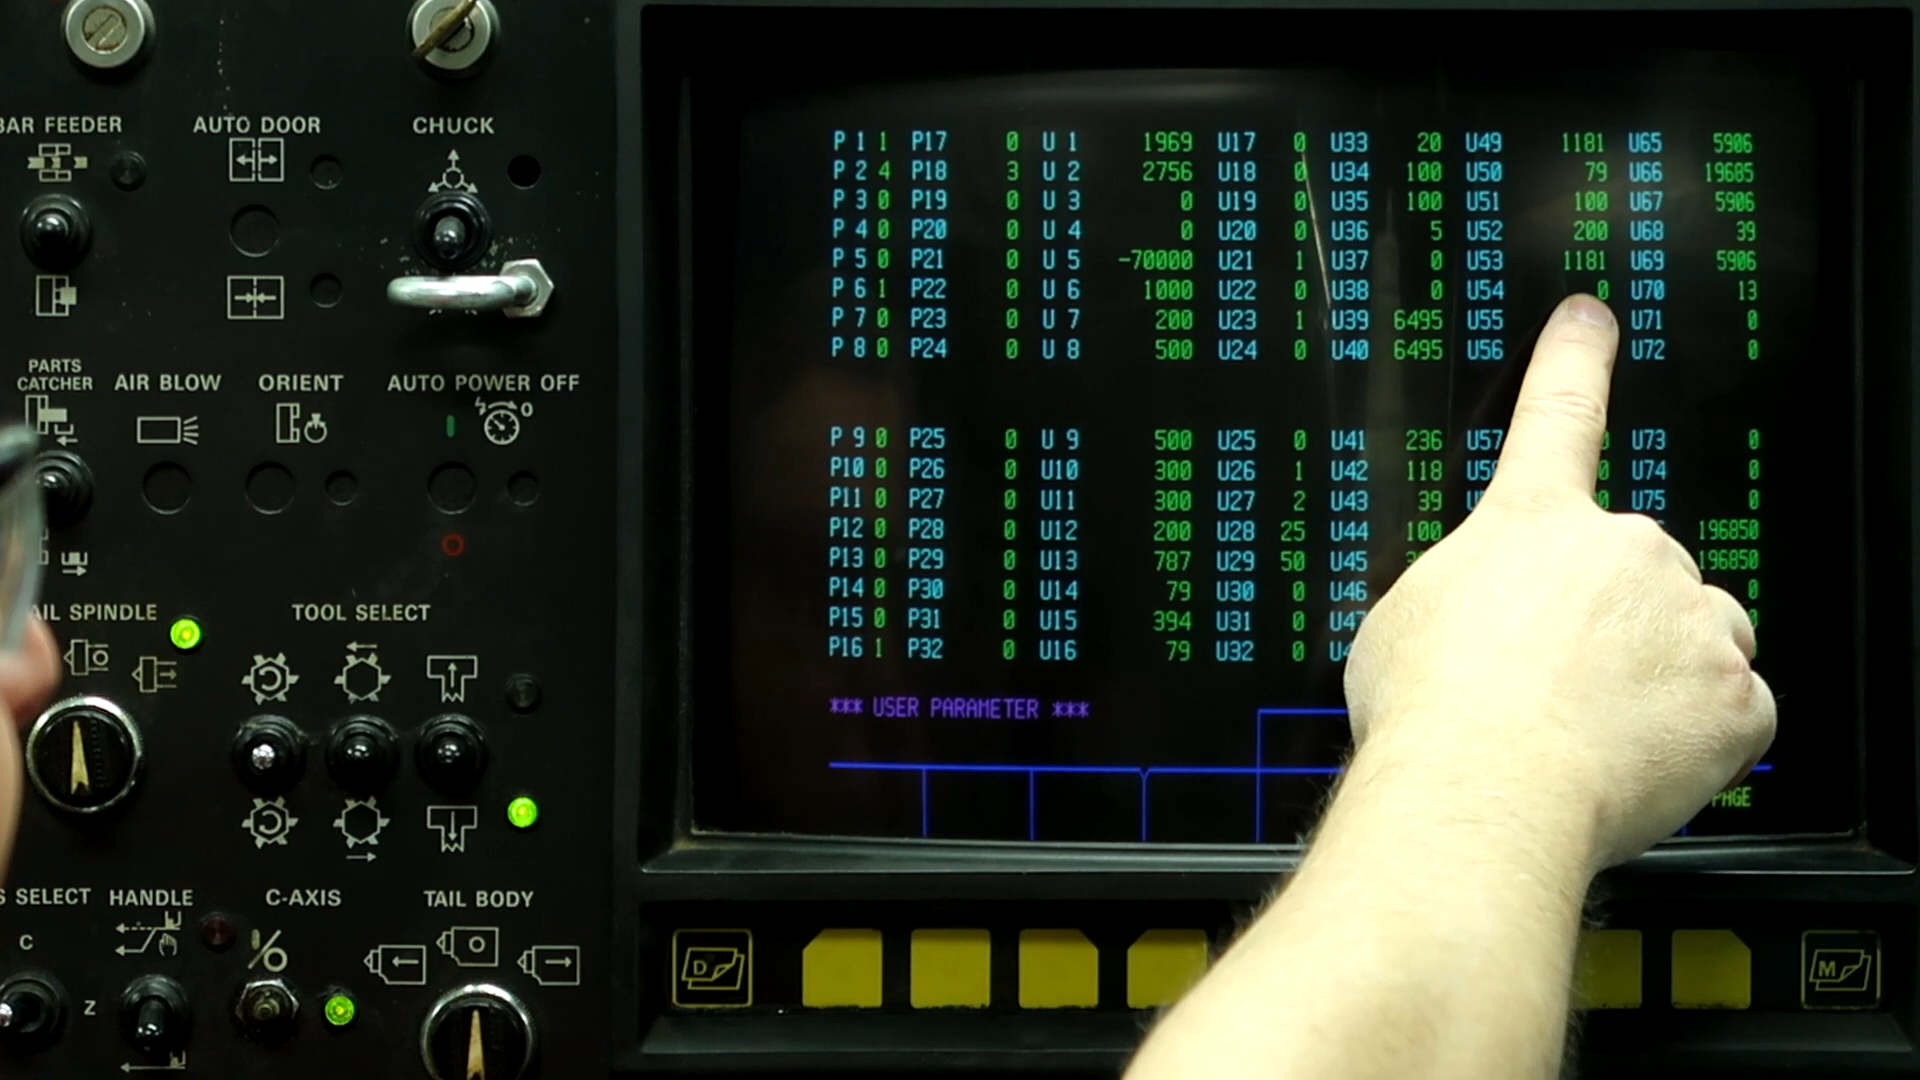 BAR FEEDER AUTO DOOR CHUCK
PARTS CATCHER AIR BLOW ORIENT AUTO POWER OFF
O
SPINDLE TOOL SELECT
SELECT HANDLE C-AXIS TAIL BODY
C
Z
P 1 1 P17 0 U 1 1969 U17 0 U33 20 U49 1181 U65 5906
P 2 4 P18 3 U 2 2756 U18 0 U34 100 U50 79 U66 19685
P 3 0 P19 0 U 3 0 U19 0 U35 100 U51 100 U67 5906
P 4 0 P20 0 U 4 0 U20 0 U36 5 U52 200 U68 39
P 5 0 P21 0 U 5 -70000 U21 1 U37 0 U53 1181 U69 5906
P 6 1 P22 0 U 6 1000 U22 0 U38 0 U54 0 U70 13
P 7 0 P23 0 U 7 200 U23 1 U39 6495 U55 U71 0
P 8 0 P24 0 U 8 500 U24 0 U40 6495 U56 U72 0
P 9 0 P25 0 U 9 500 U25 0 U41 236 U57 U73 0
P10 0 P26 0 U10 300 U26 1 U42 118 U74 0
P11 0 P27 0 U11 300 U27 2 U43 39 U75 0
P12 0 P28 0 U12 200 U28 25 U44 100 196850
P13 0 P29 0 U13 787 U29 50 U45 196850
P14 0 P30 0 U14 79 U30 0 U46 0
P15 0 P31 0 U15 394 U31 0
P16 1 P32 0 U16 79 U32 0
*** USER PARAMETER ***
PAGE
D M